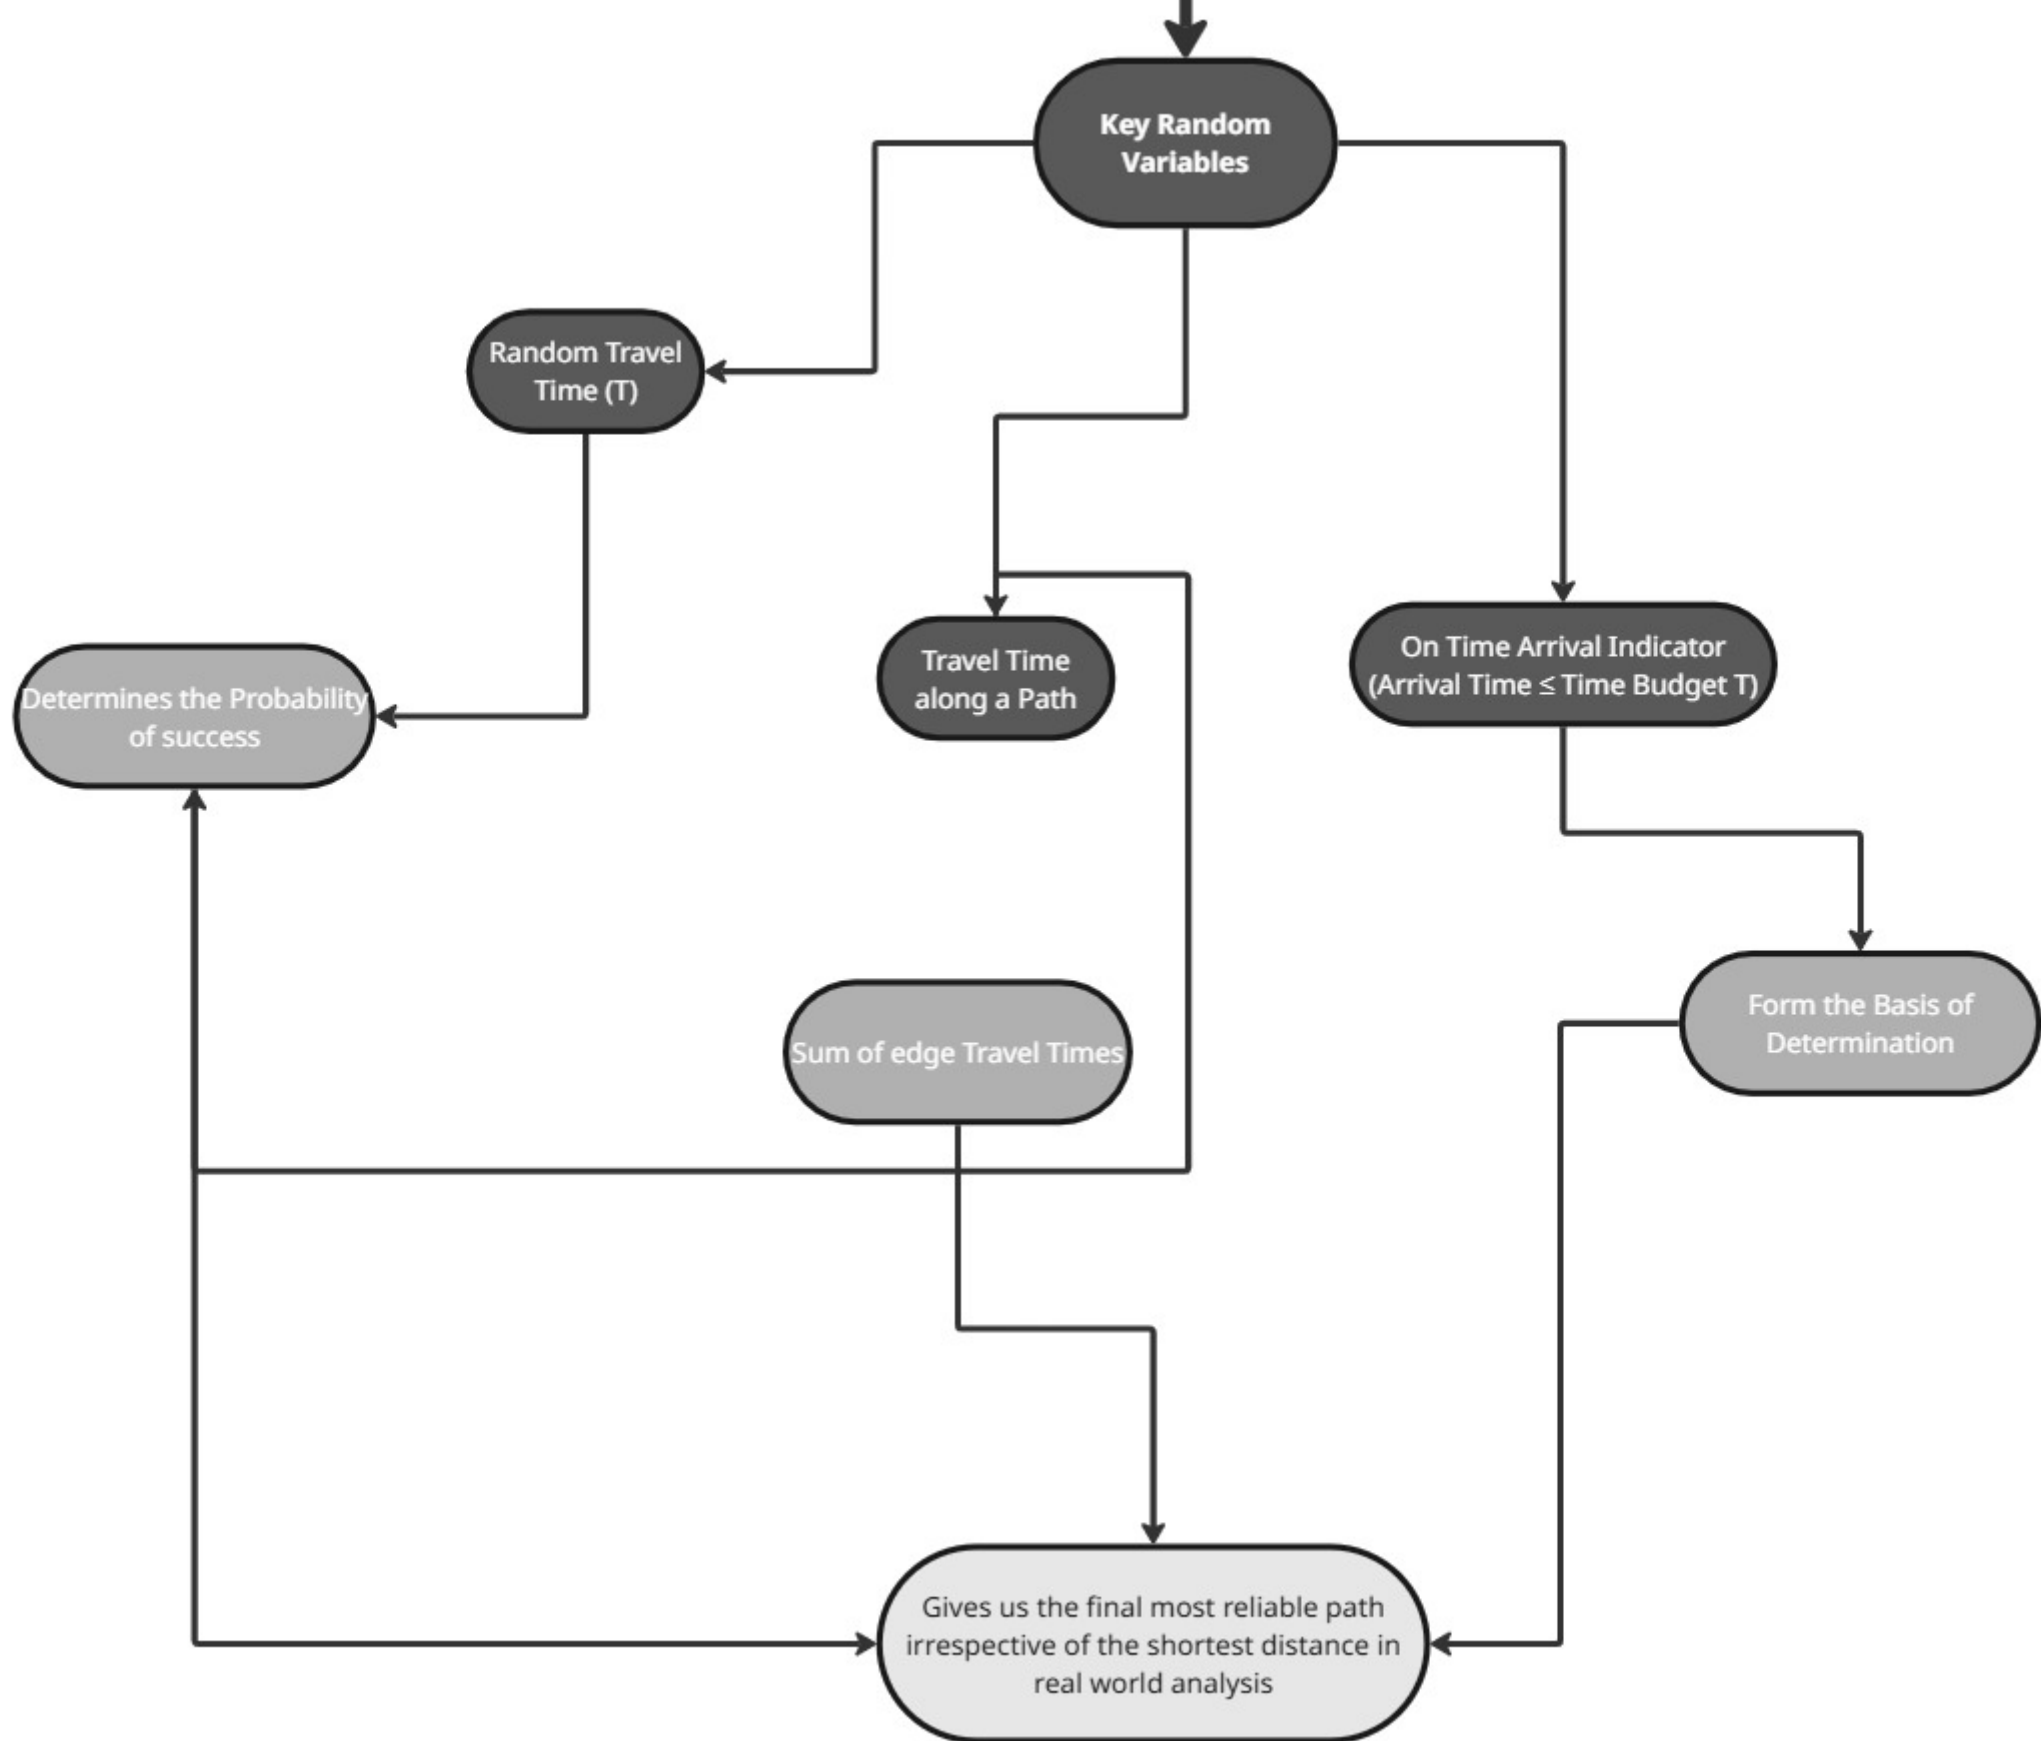 Key Random
Variables
Random Travel
Time (T)
On Time Arrival Indicator
(Arrival Time ≤ Time Budget T)
Travel Time
along a Path
Determines the Probability
of success
Form the Basis of
Determination
Sum of edge Travel Times
Gives us the final most reliable path
irrespective of the shortest distance in
real world analysis